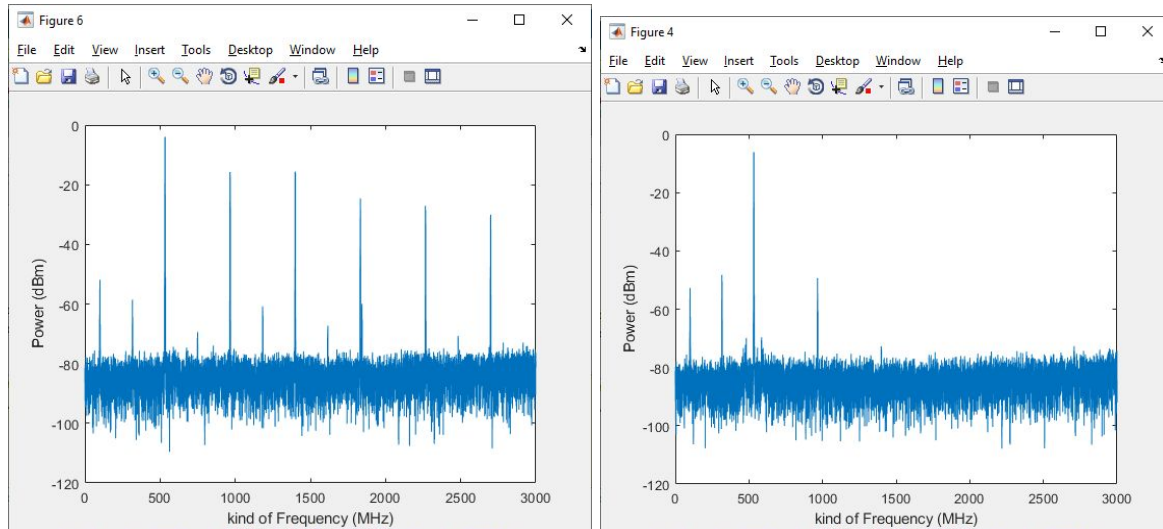 Figure 6
File Edit View Insert Tools Desktop Window Help
0
-20
-40
-60
-80
-100
-120
Power (dBm)
0 500 1000 1500 2000 2500 3000
kind of Frequency (MHz)
Figure 4
File Edit View Insert Tools Desktop Window Help
0
-20
-40
-60
-80
-100
-120
Power (dBm)
0 500 1000 1500 2000 2500 3000
kind of Frequency (MHz)